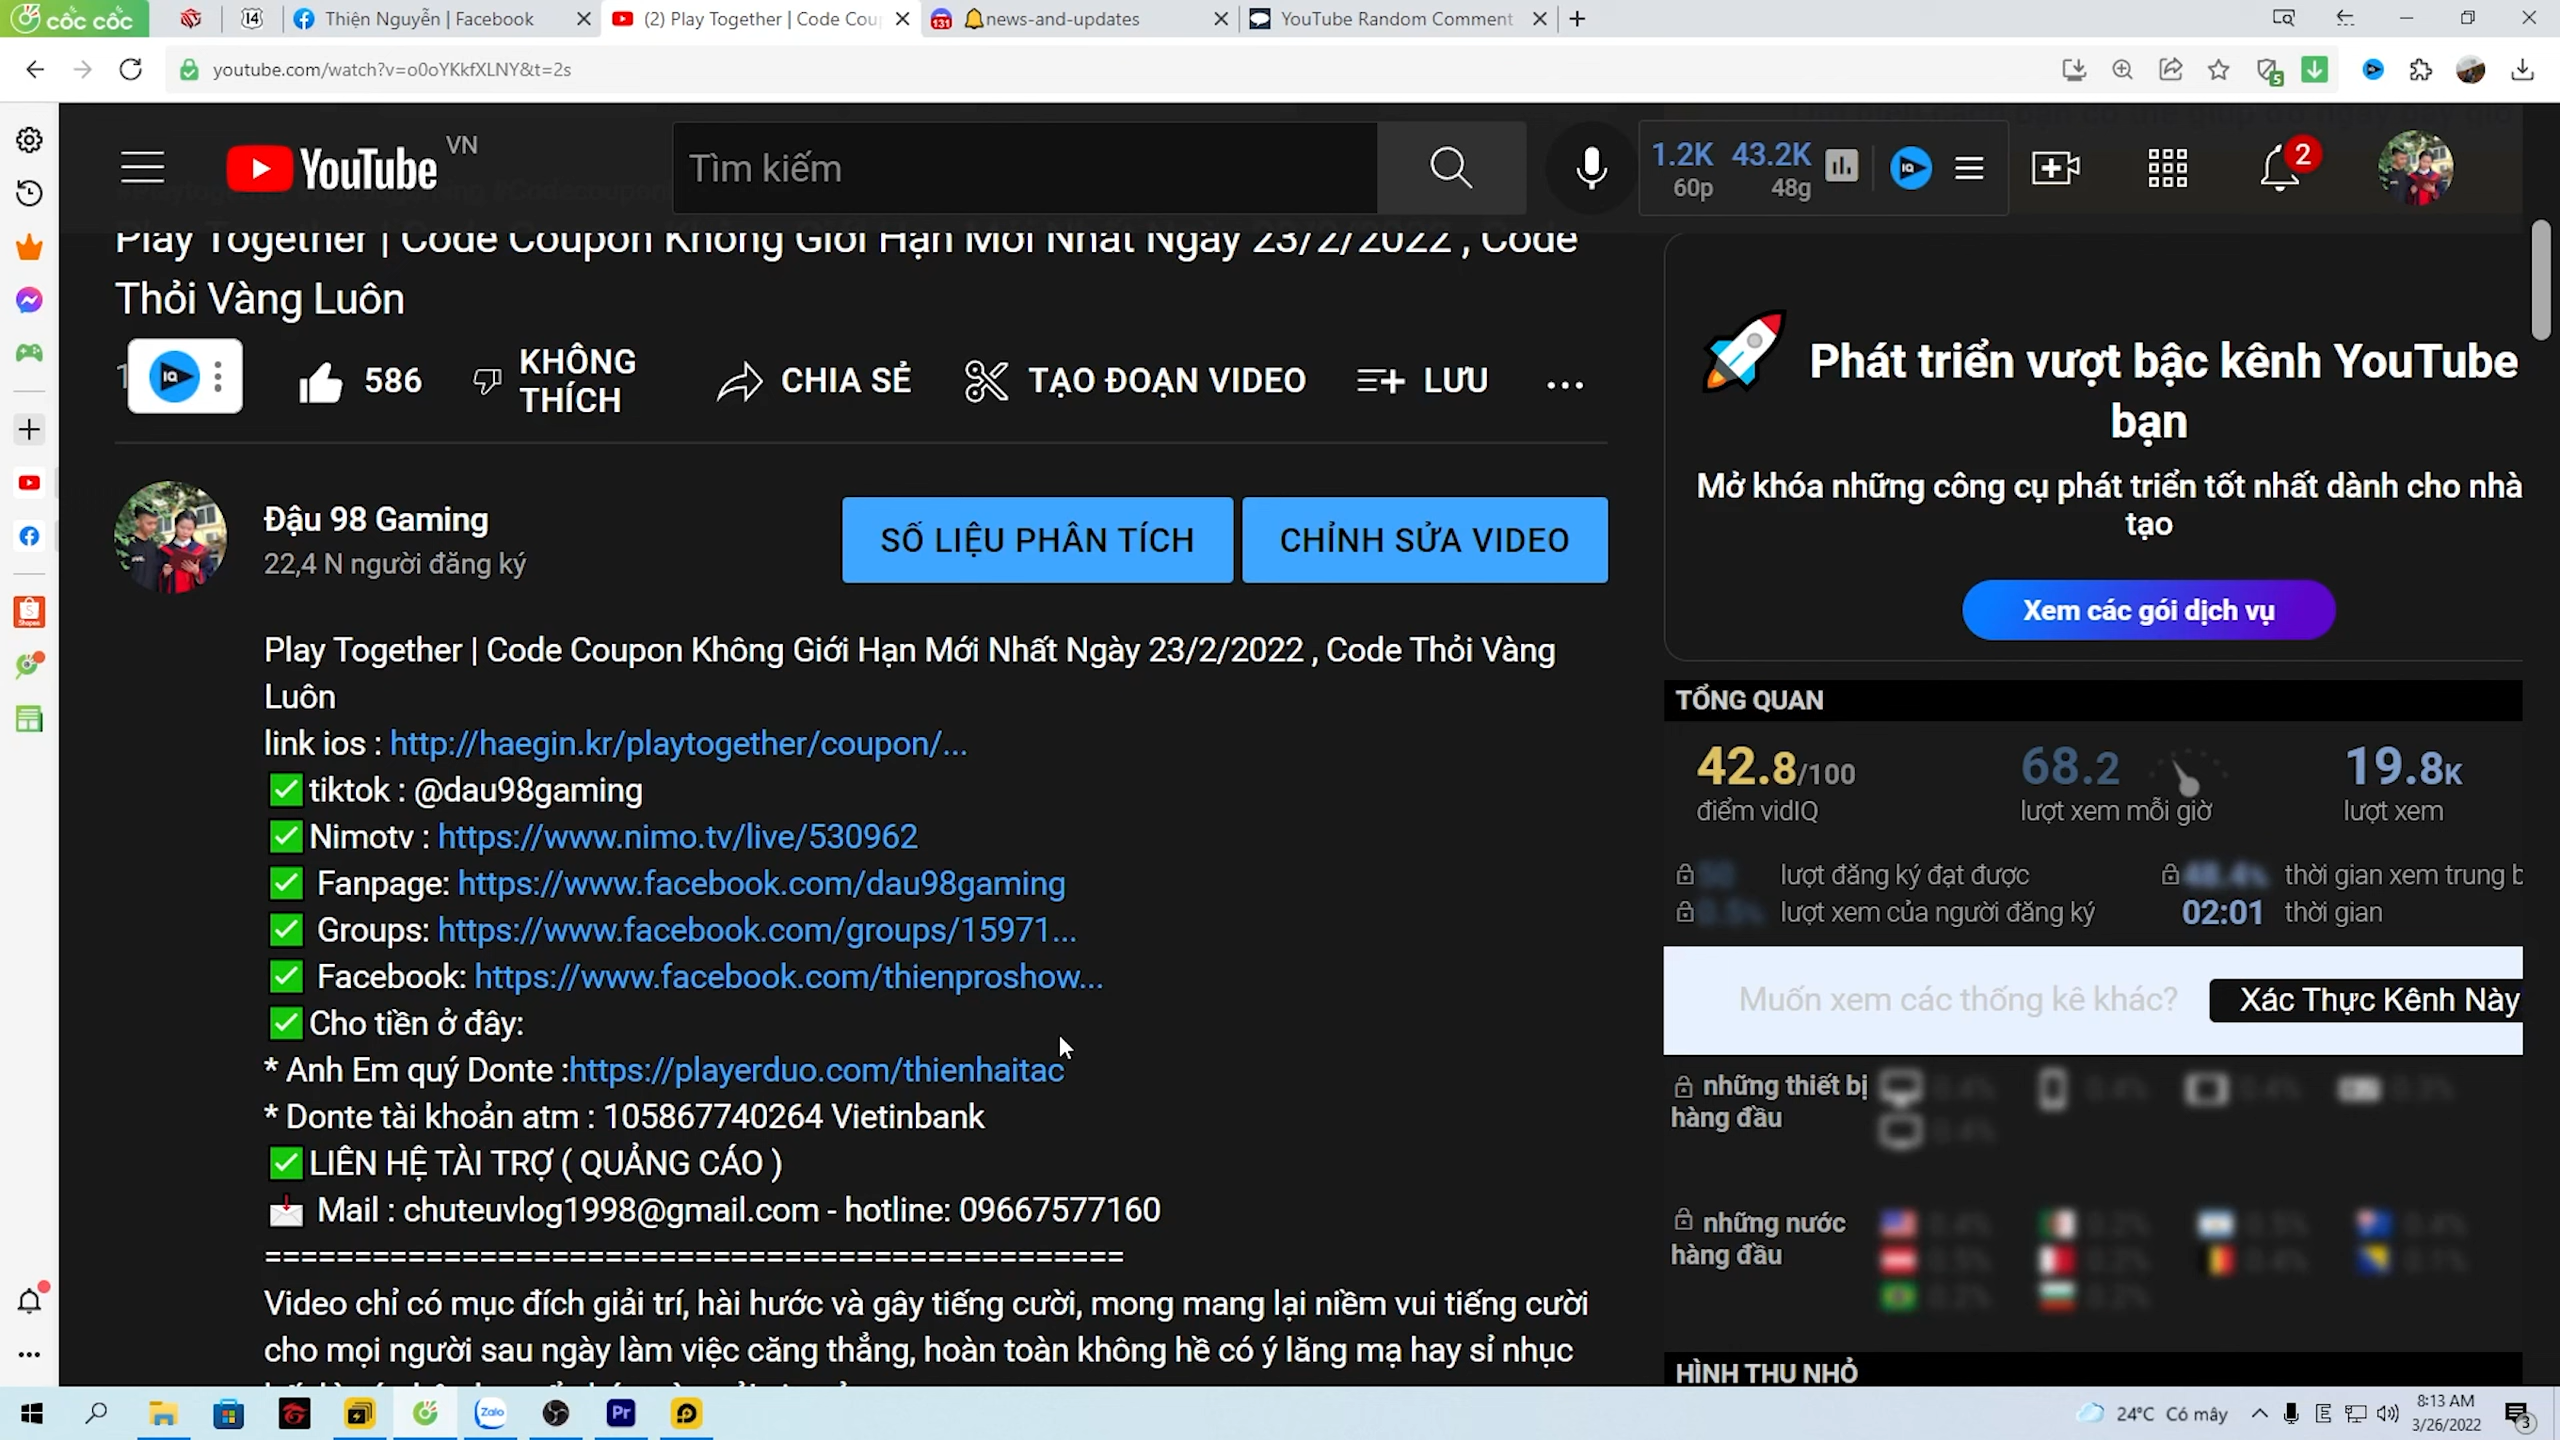 cốc cốc
14
Thiện Nguyễn | Facebook
(2) Play Together | Code Cou
131
news-and-updates
YouTube Random Comment
youtube.com/watch?v=o0oYKkfXLNY&t=2s
5
YouTube
VN
Tìm kiếm
1.2K
60p
43.2K
48g
IQ
2
Play Together | Code Coupon Không Giới Hạn Mới Nhất Ngày 23/2/2022 , Code
Thỏi Vàng Luôn
IQ
586
KHÔNG
THÍCH
CHIA SẺ
TẠO ĐOẠN VIDEO
LƯU
Đậu 98 Gaming
22,4 N người đăng ký
SỐ LIỆU PHÂN TÍCH
CHỈNH SỬA VIDEO
Play Together | Code Coupon Không Giới Hạn Mới Nhất Ngày 23/2/2022 , Code Thỏi Vàng
Luôn
link ios : http://haegin.kr/playtogether/coupon/...
✅tiktok : @dau98gaming
✅Nimotv : https://www.nimo.tv/live/530962
✅ Fanpage: https://www.facebook.com/dau98gaming
✅ Groups: https://www.facebook.com/groups/15971...
✅ Facebook: https://www.facebook.com/thienproshow...
✅Cho tiền ở đây:
* Anh Em quý Donte :https://playerduo.com/thienhaitac
* Donte tài khoản atm : 105867740264 Vietinbank
✅LIÊN HỆ TÀI TRỢ ( QUẢNG CÁO )
📩 Mail : chuteuvlog1998@gmail.com - hotline: 09667577160
================================================
Video chỉ có mục đích giải trí, hài hước và gây tiếng cười, mong mang lại niềm vui tiếng cười
cho mọi người sau ngày làm việc căng thẳng, hoàn toàn không hề có ý lăng mạ hay sỉ nhục
Phát triển vượt bậc kênh YouTube
bạn
Mở khóa những công cụ phát triển tốt nhất dành cho nhà
tạo
Xem các gói dịch vụ
TỔNG QUAN
42.8/100
điểm vidIQ
68.2
lượt xem mỗi giờ
19.8K
lượt xem
lượt đăng ký đạt được
thời gian xem trung b
lượt xem của người đăng ký
02:01 thời gian
Muốn xem các thống kê khác?
Xác Thực Kênh Này
những thiết bị
hàng đầu
những nước
hàng đầu
HÌNH THU NHỎ
Shopee
Zalo
Pr
24°C Có mây
E
8:13 AM
3/26/2022
3